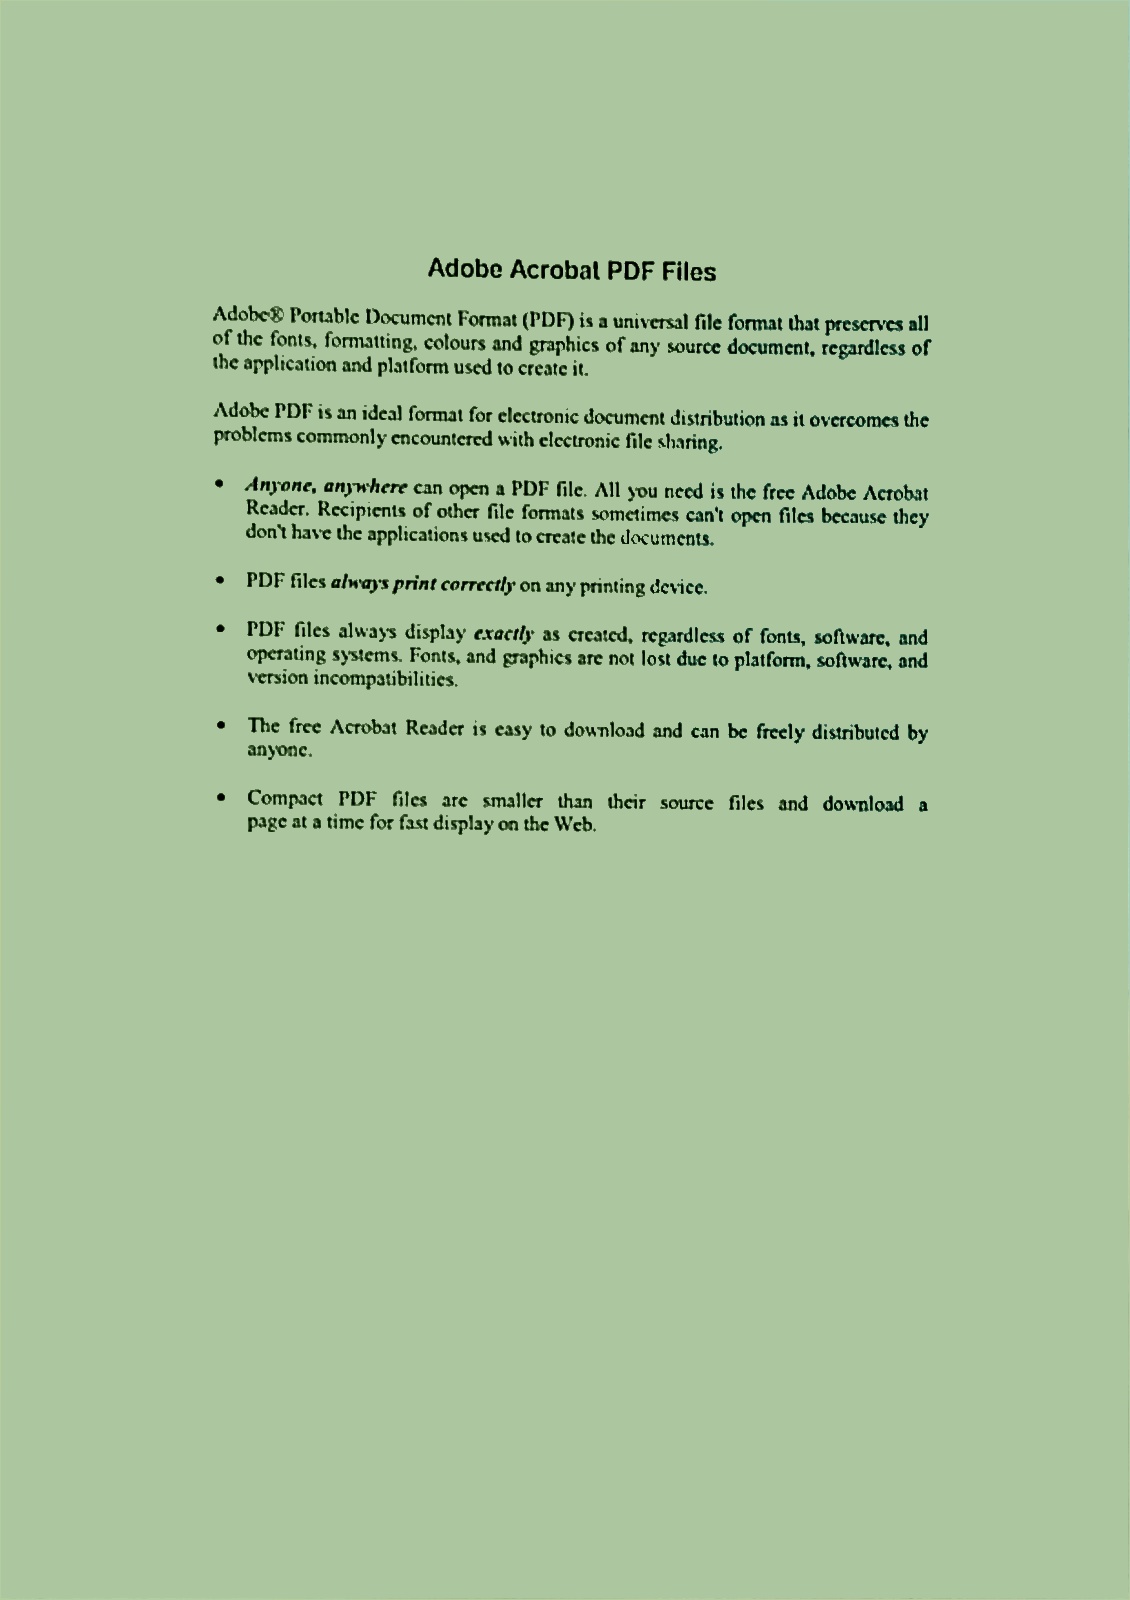 Adobe Acrobat PDF Files
Adobe® Portable Document Format (PDF) is a universal file format that preserves all
of the fonts, formatting, colours and graphics of any source document, regardless of
the application and platform used to create it.
Adobe PDF is an ideal format for electronic document distribution as it overcomes the
problems commonly encountered with electronic file sharing.
• Anyone, anywhere can open a PDF file. All you need is the free Adobe Acrobat
Reader. Recipients of other file formats sometimes can't open files because they
don't have the applications used to create the documents.
• PDF files always print correctly on any printing device.
• PDF files always display exactly as created, regardless of fonts, software, and
operating systems. Fonts, and graphics are not lost due to platform, software, and
version incompatibilities.
• The free Acrobat Reader is easy to download and can be freely distributed by
anyone.
• Compact PDF files are smaller than their source files and download a
page at a time for fast display on the Web.